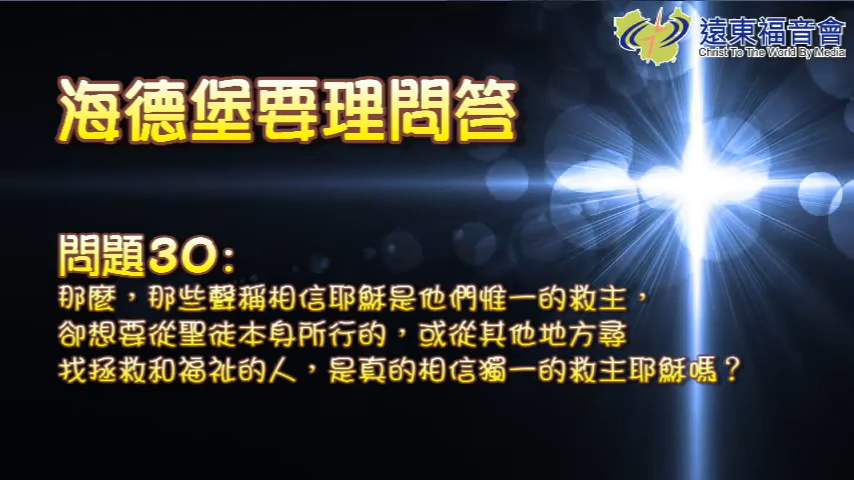 遠東福音會
Christ To The World By Media
海德堡要理問答
問題30:
那麼，那些聲稱相信耶穌是他們惟一的救主，
卻想要從聖徒本身所行的，或從其他地方尋
找拯救和福祉的人，是真的相信獨一的救主耶穌嗎？